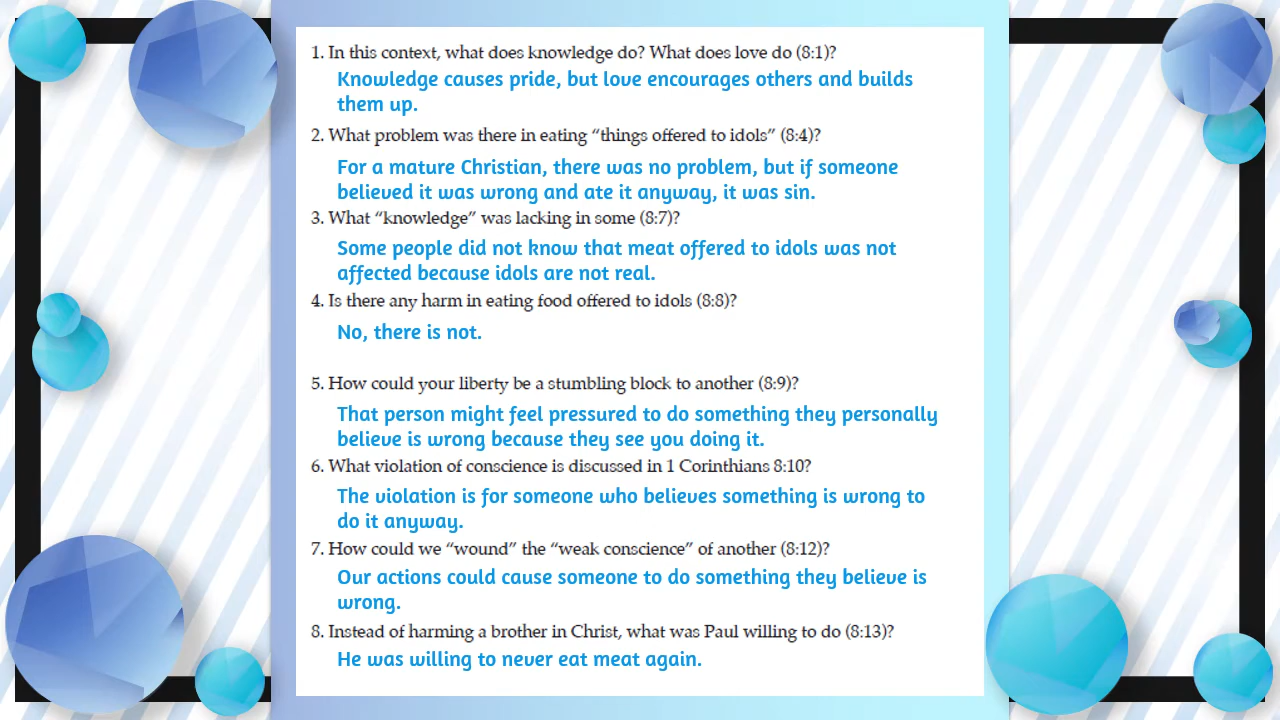 1. In this context, what does knowledge do? What does love do (8:1)?
Knowledge causes pride, but love encourages others and builds
them up.
2. What problem was there in eating “things offered to idols” (8:4)?
For a mature Christian, there was no problem, but if someone
believed it was wrong and ate it anyway, it was sin.
3. What “knowledge” was lacking in some (8:7)?
Some people did not know that meat offered to idols was not
affected because idols are not real.
4. Is there any harm in eating food offered to idols (8:8)?
No, there is not.
5. How could your liberty be a stumbling block to another (8:9)?
That person might feel pressured to do something they personally
believe is wrong because they see you doing it.
6. What violation of conscience is discussed in 1 Corinthians 8:10?
The violation is for someone who believes something is wrong to
do it anyway.
7. How could we “wound” the “weak conscience” of another (8:12)?
Our actions could cause someone to do something they believe is
wrong.
8. Instead of harming a brother in Christ, what was Paul willing to do (8:13)?
He was willing to never eat meat again.